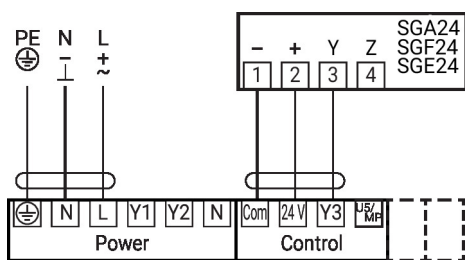 PE N L
– +
⊥ ~
SGA24
SGF24
SGE24
– + Y Z
1 2 3 4
N L Y1 Y2 N Com 24 V Y3 U5/
MP
Power Control